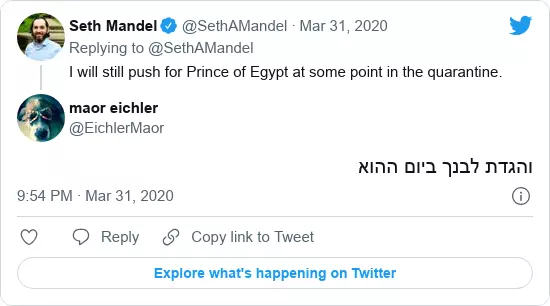 Seth Mandel @SethAMandel · Mar 31, 2020
Replying to @SethAMandel
I will still push for Prince of Egypt at some point in the quarantine.
maor eichler
@EichlerMaor
והגדת לבנך ביום ההוא
9:54 PM · Mar 31, 2020
Reply Copy link to Tweet
Explore what's happening on Twitter